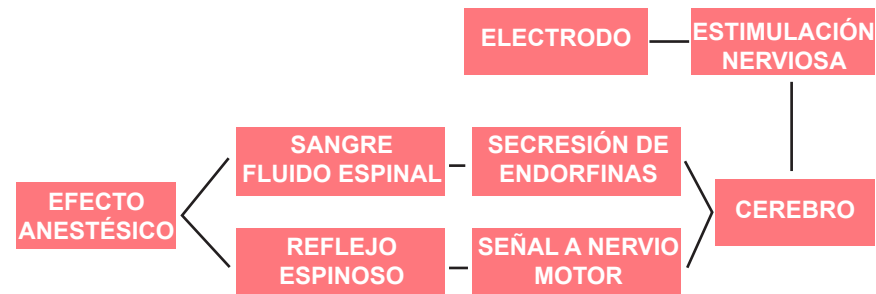 ELECTRODO
ESTIMULACIÓN
NERVIOSA
SANGRE
FLUIDO ESPINAL
SECRESIÓN DE
ENDORFINAS
EFECTO
ANESTÉSICO
CEREBRO
REFLEJO
ESPINOSO
SEÑAL A NERVIO
MOTOR